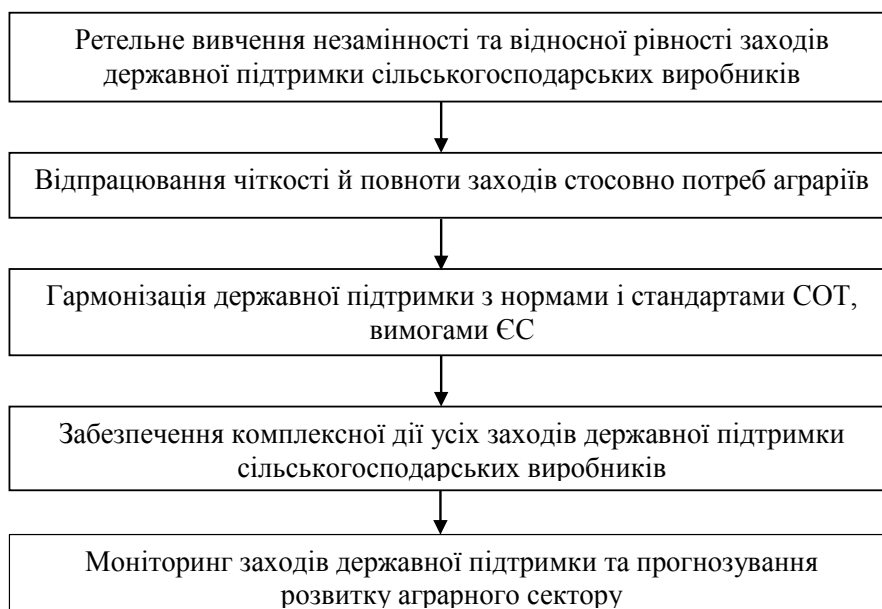 Ретельне вивчення незамінності та відносної рівності заходів
державної підтримки сільськогосподарських виробників
Відпрацювання чіткості й повноти заходів стосовно потреб аграріїв
Гармонізація державної підтримки з нормами і стандартами СОТ,
вимогами ЄС
Забезпечення комплексної дії усіх заходів державної підтримки
сільськогосподарських виробників
Моніторинг заходів державної підтримки та прогнозування
розвитку аграрного сектору